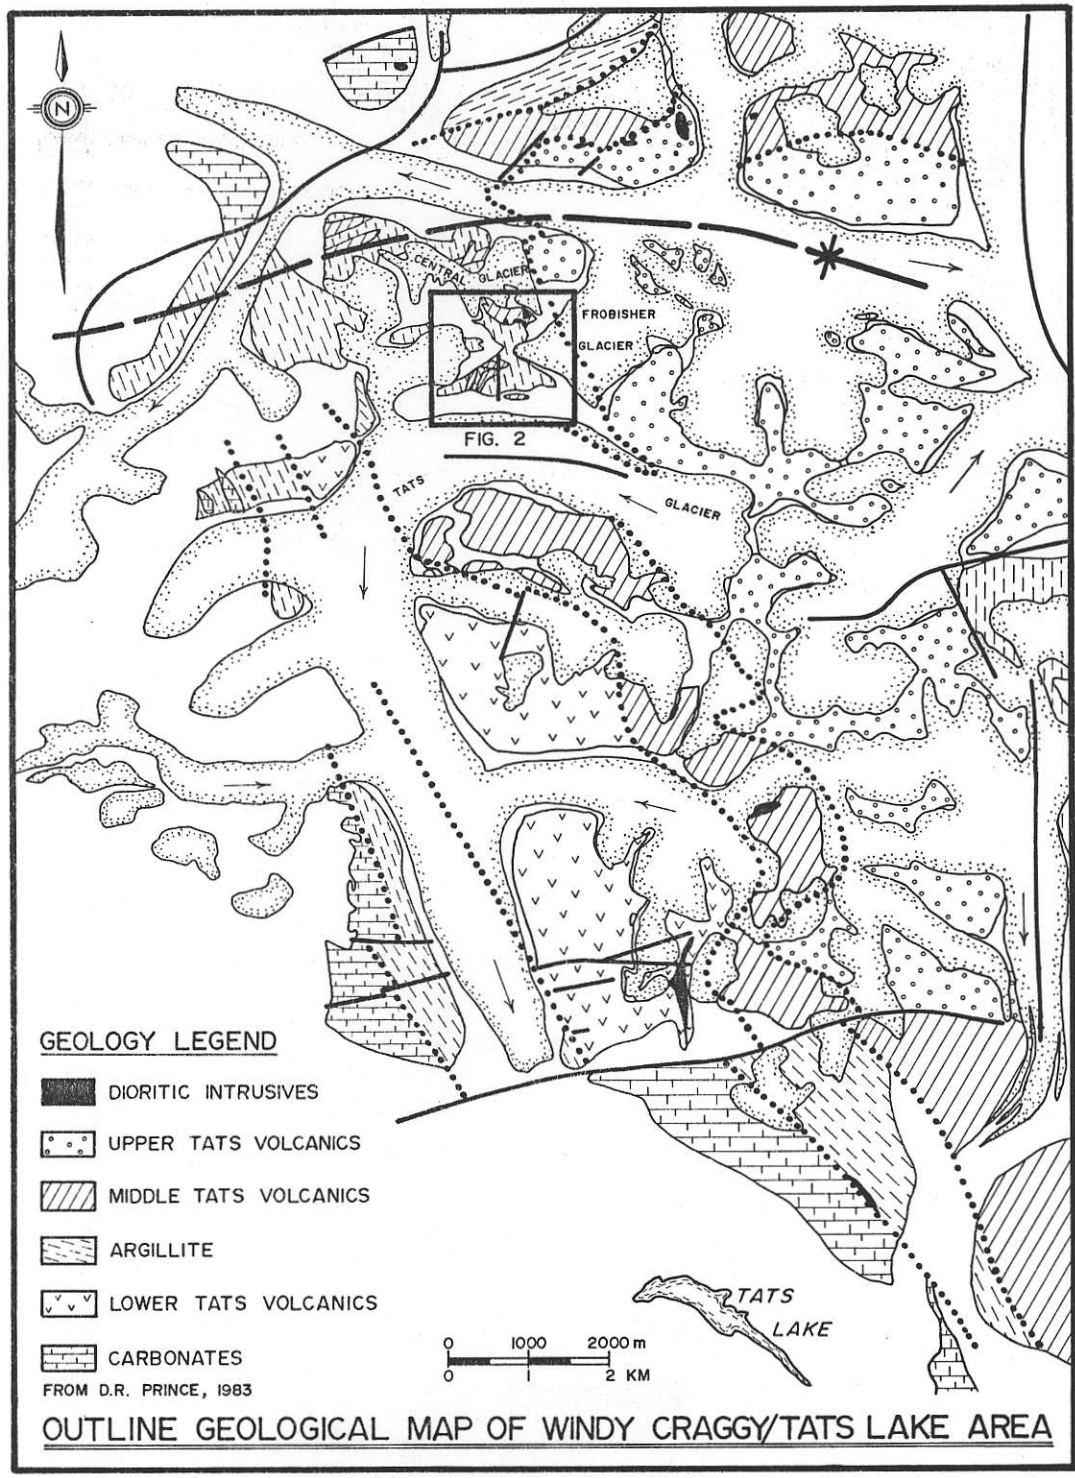 N
CENTRAL GLACIER
FROBISHER
GLACIER
FIG. 2
TATS
GLACIER
GEOLOGY LEGEND
DIORITIC INTRUSIVES
UPPER TATS VOLCANICS
MIDDLE TATS VOLCANICS
ARGILLITE
LOWER TATS VOLCANICS
CARBONATES
FROM D.R. PRINCE, 1983
0 1000 2000 m
0 1 2 KM
TATS
LAKE
OUTLINE GEOLOGICAL MAP OF WINDY CRAGGY/TATS LAKE AREA